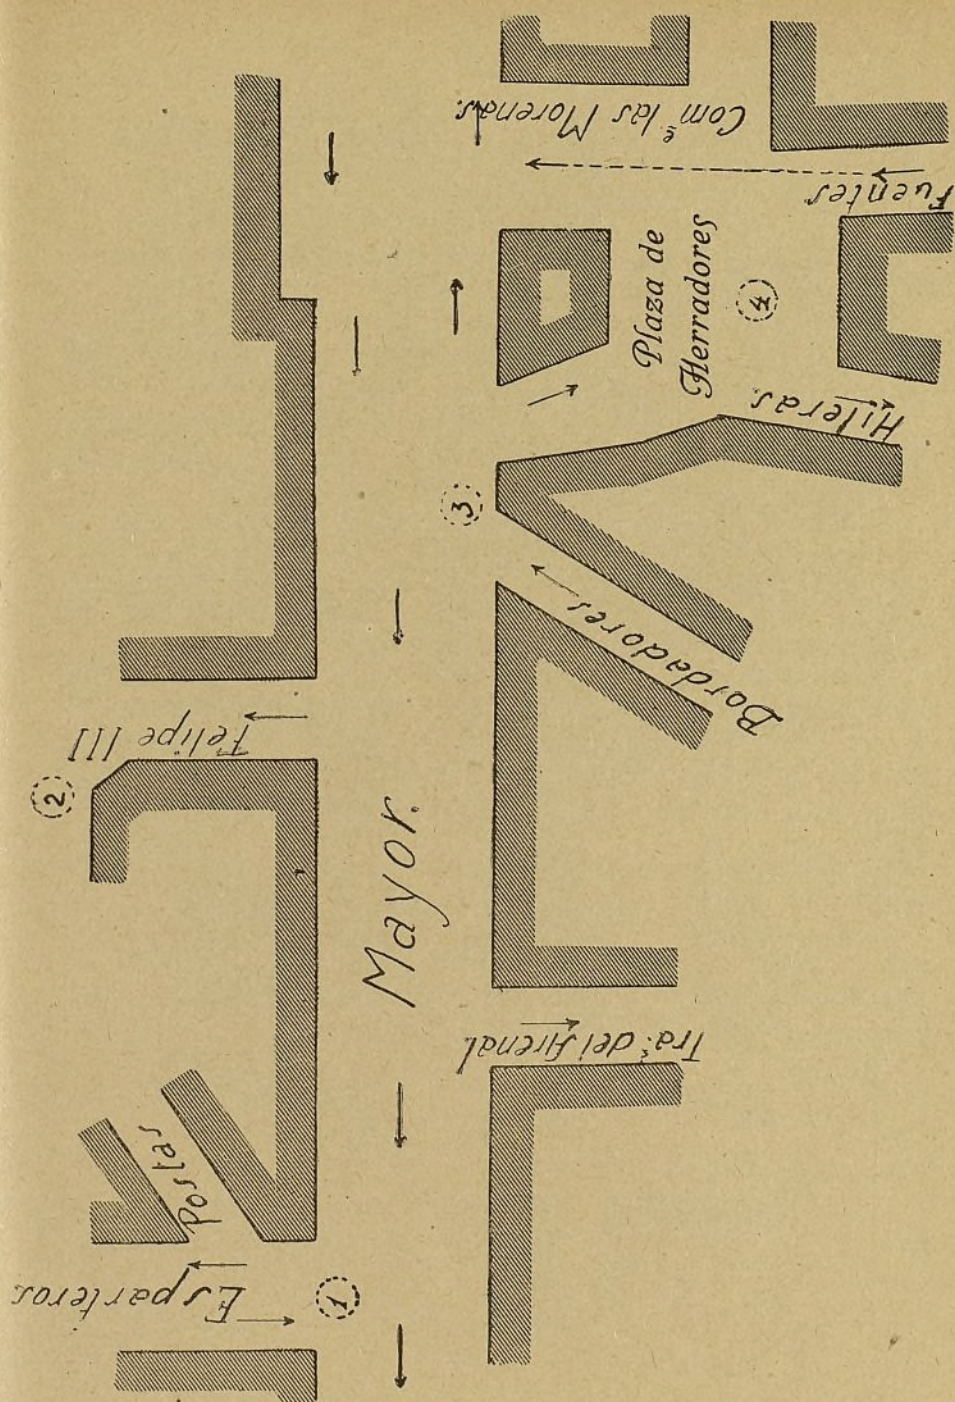 Com.e las Morenas.
Fuentes
Plaza de
Herradores
4
Hileras.
3
Bordadores
Felipe III
2
Mayor.
Tra.ª del Arenal
Postas
Esparteros.
1